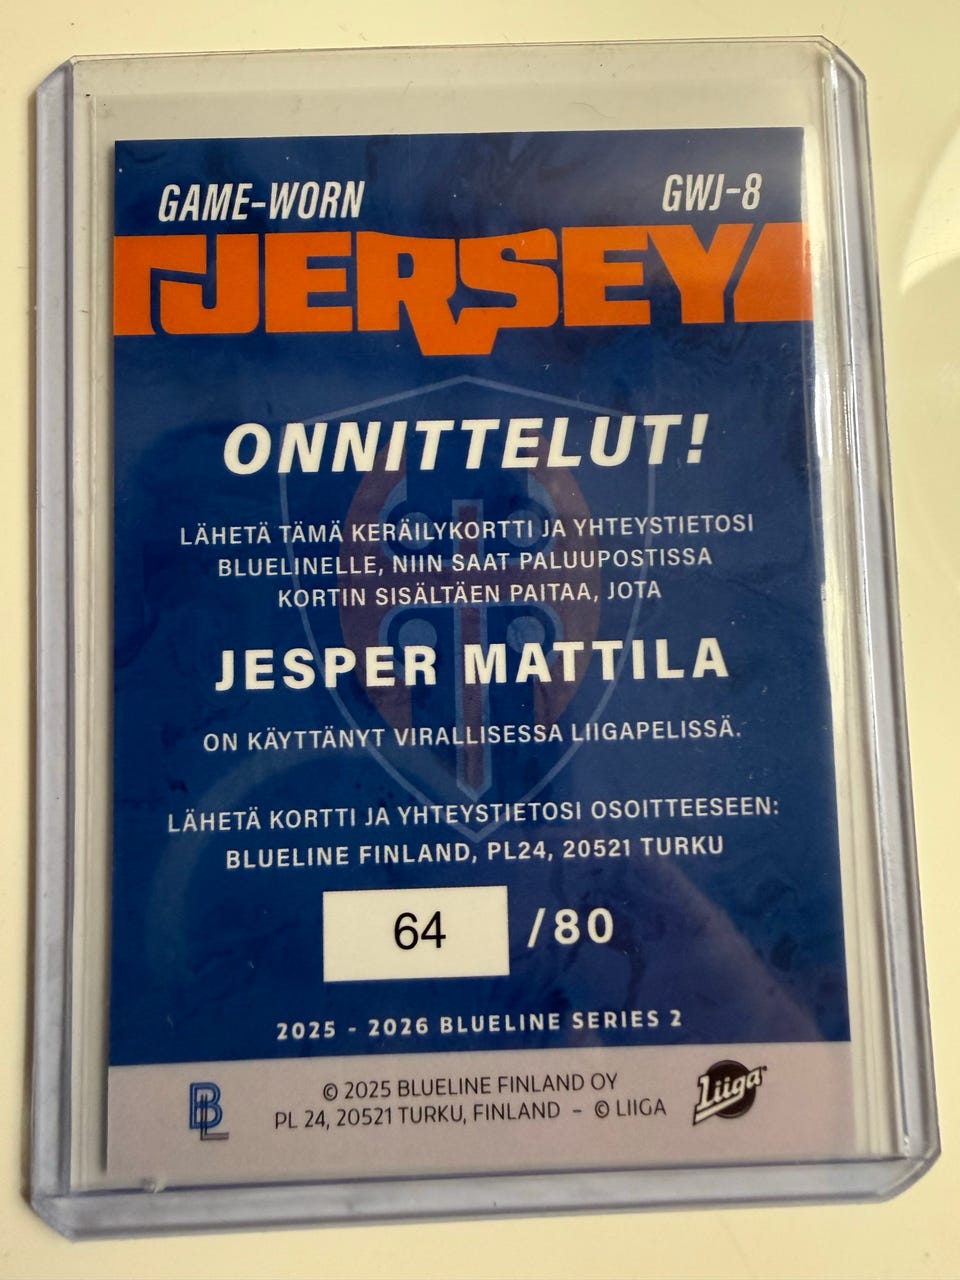 GAME-WORN
GWJ-8
JERSEY
ONNITTELUT!
LÄHETÄ TÄMÄ KERÄILYKORTTI JA YHTEYSTIETOSI
BLUELINELLE, NIIN SAAT PALUUPOSTISSA
KORTIN SISÄLTÄEN PAITAA, JOTA
JESPER MATTILA
ON KÄYTTÄNYT VIRALLISESSA LIIGAPELISSÄ.
LÄHETÄ KORTTI JA YHTEYSTIETOSI OSOITTEESEEN:
BLUELINE FINLAND, PL24, 20521 TURKU
64 /80
2025 - 2026 BLUELINE SERIES 2
BL
© 2025 BLUELINE FINLAND OY
PL 24, 20521 TURKU, FINLAND - © LIIGA
Liiga